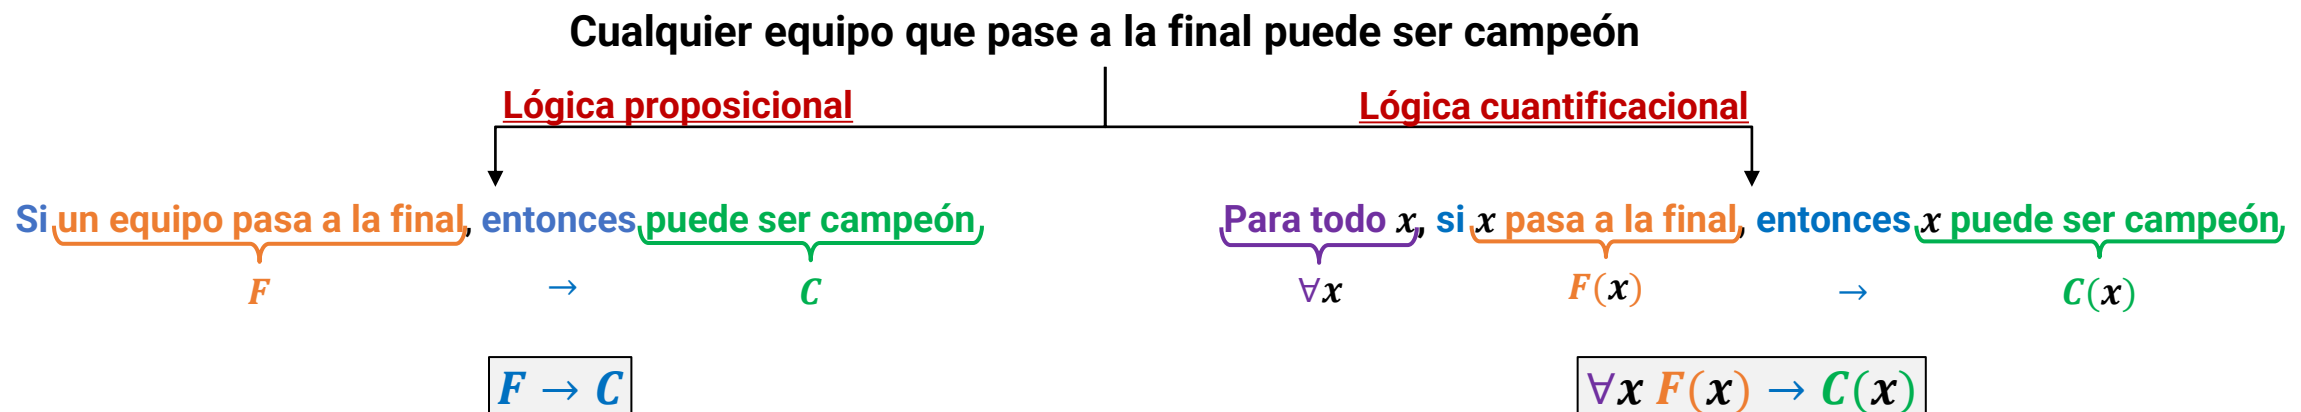 Cualquier equipo que pase a la final puede ser campeón
Lógica proposicional
Lógica cuantificacional
Si un equipo pasa a la final, entonces puede ser campeón
F → C
Para todo x, si x pasa a la final, entonces x puede ser campeón
∀x F(x) → C(x)
F → C
∀x F(x) → C(x)